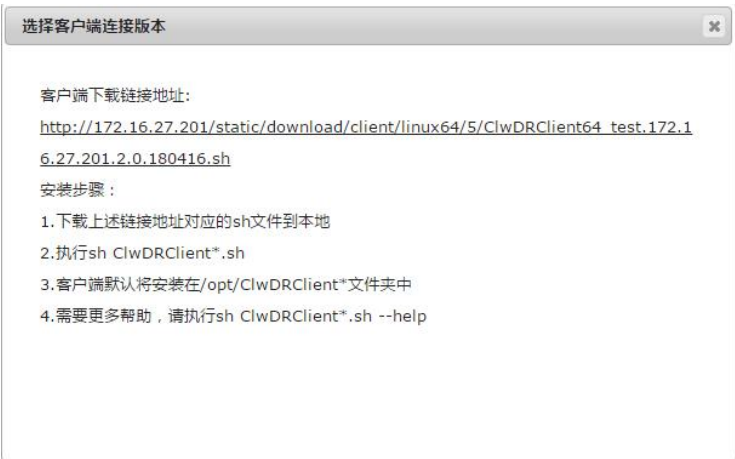 选择客户端连接版本
客户端下载链接地址:
http://172.16.27.201/static/download/client/linux64/5/ClwDRClient64_test.172.1
6.27.201.2.0.180416.sh
安装步骤：
1.下载上述链接地址对应的sh文件到本地
2.执行sh ClwDRClient*.sh
3.客户端默认将安装在/opt/ClwDRClient*文件夹中
4.需要更多帮助，请执行sh ClwDRClient*.sh --help